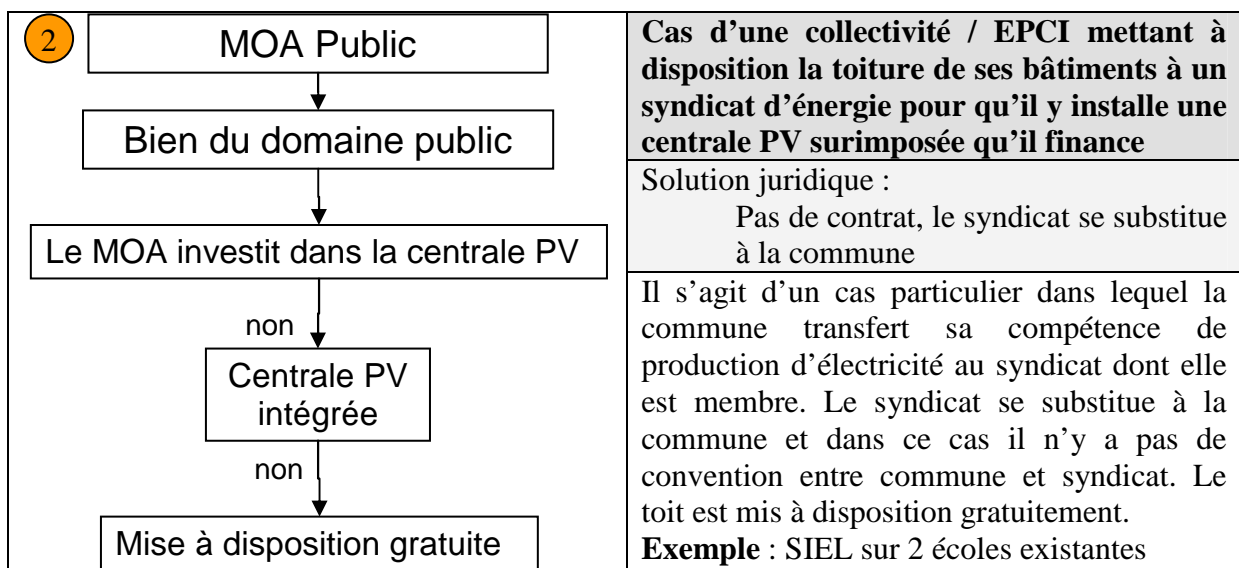 2
MOA Public
Bien du domaine public
Le MOA investit dans la centrale PV
non
Centrale PV
intégrée
non
Mise à disposition gratuite
Cas d’une collectivité / EPCI mettant à
disposition la toiture de ses bâtiments à un
syndicat d’énergie pour qu’il y installe une
centrale PV surimposée qu’il finance
Solution juridique :
Pas de contrat, le syndicat se substitue
à la commune
Il s’agit d’un cas particulier dans lequel la
commune transfert sa compétence de
production d’électricité au syndicat dont elle
est membre. Le syndicat se substitue à la
commune et dans ce cas il n’y a pas de
convention entre commune et syndicat. Le
toit est mis à disposition gratuitement.
Exemple : SIEL sur 2 écoles existantes